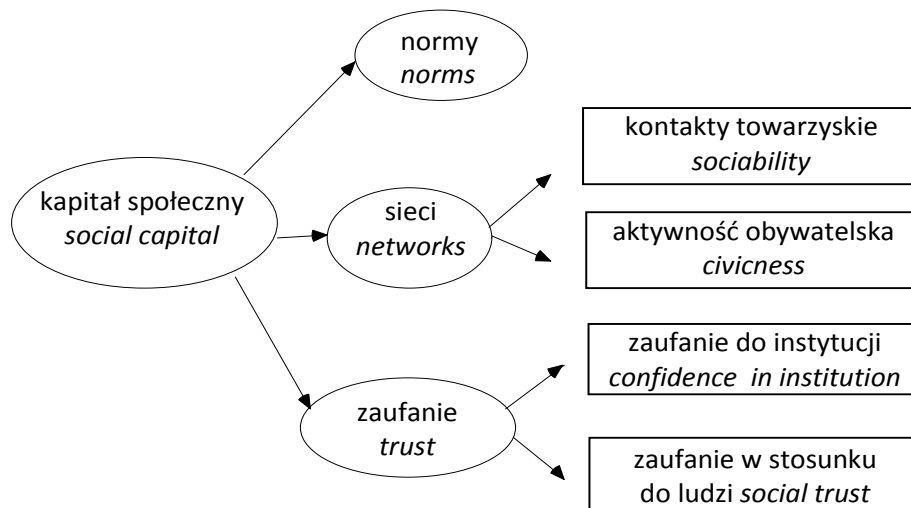 normy
norms
kapitał społeczny
social capital
sieci
networks
zaufanie
trust
kontakty towarzyskie
sociability
aktywność obywatelska
civicness
zaufanie do instytucji
confidence in institution
zaufanie w stosunku
do ludzi social trust